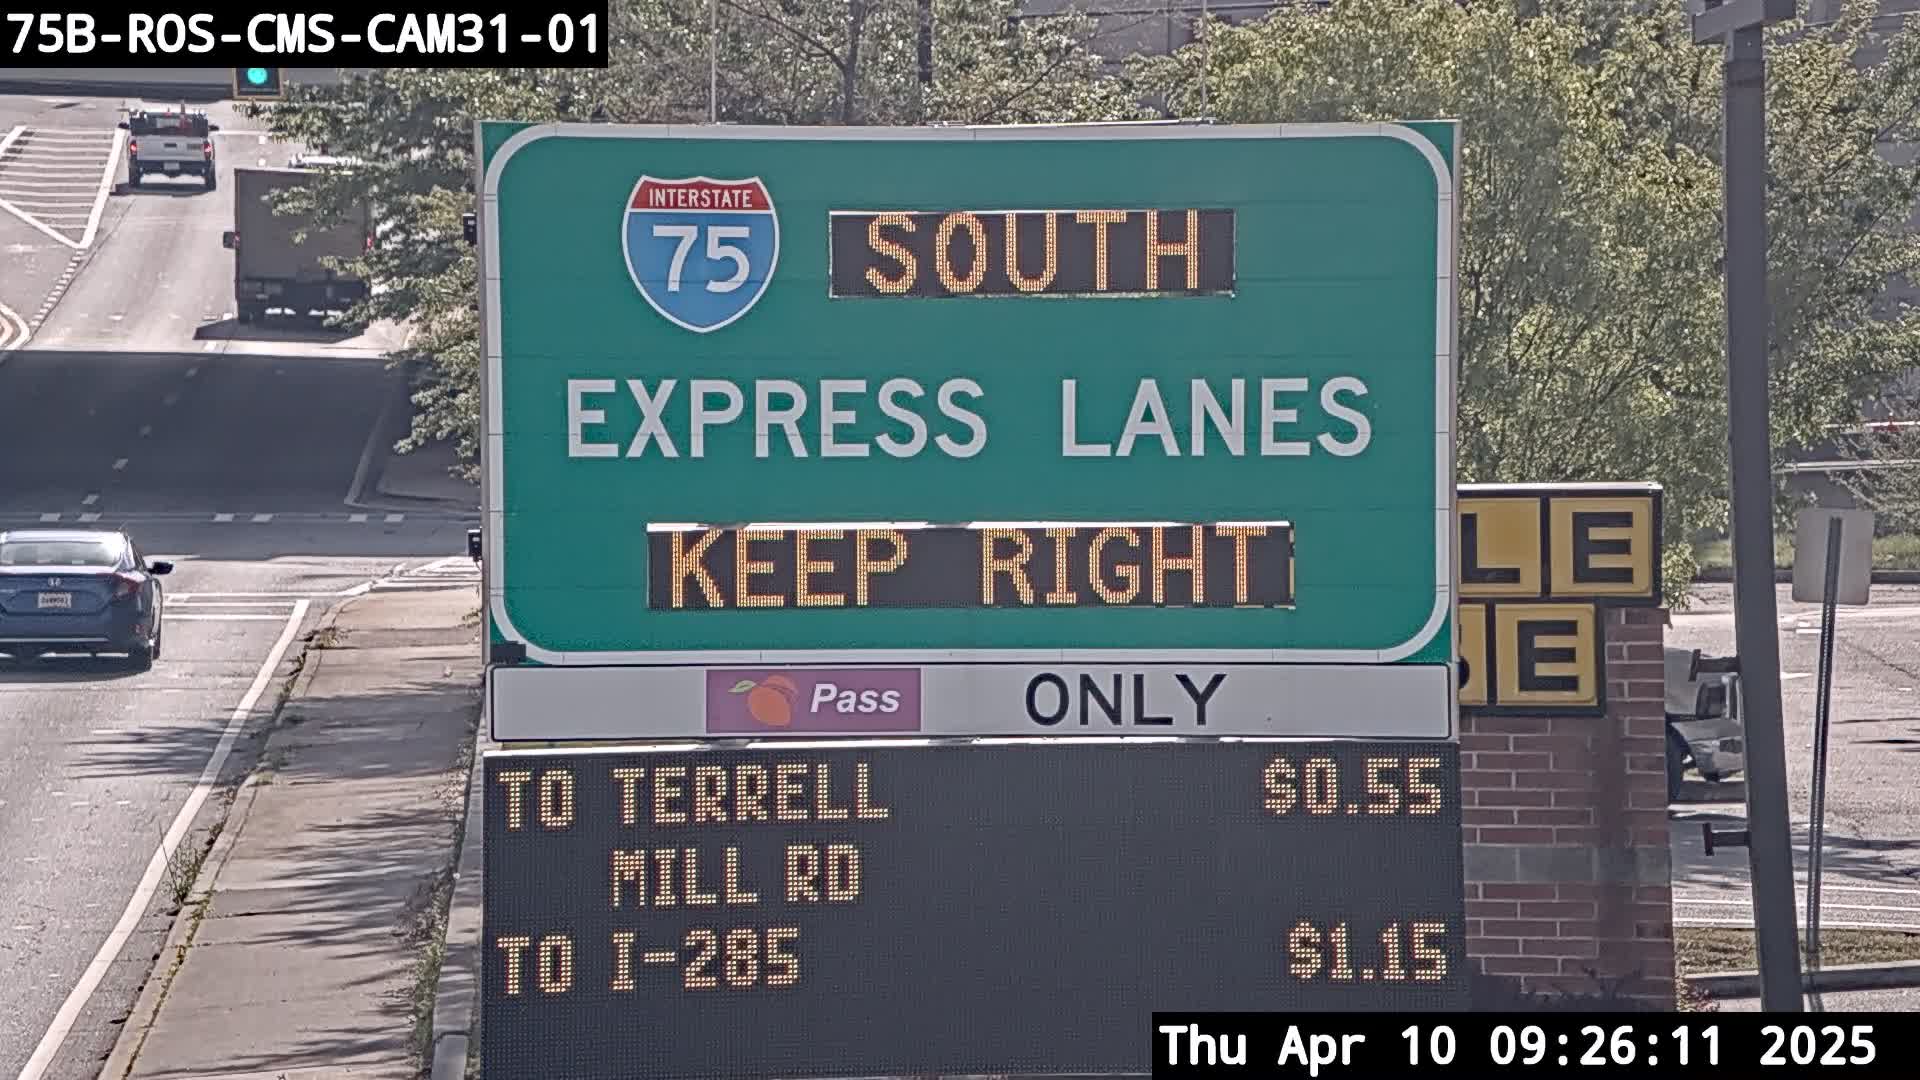 75B-ROS-CMS-CAM31-01
INTERSTATE
75
SOUTH
EXPRESS LANES
KEEP RIGHT
Pass ONLY
TO TERRELL $0.55
MILL RD
TO I-285 $1.15
LE
E
Thu Apr 10 09:26:11 2025